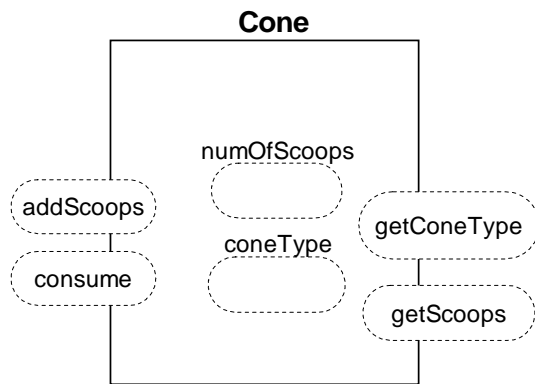 Cone
numOfScoops
addScoops
getConeType
coneType
consume
getScoops